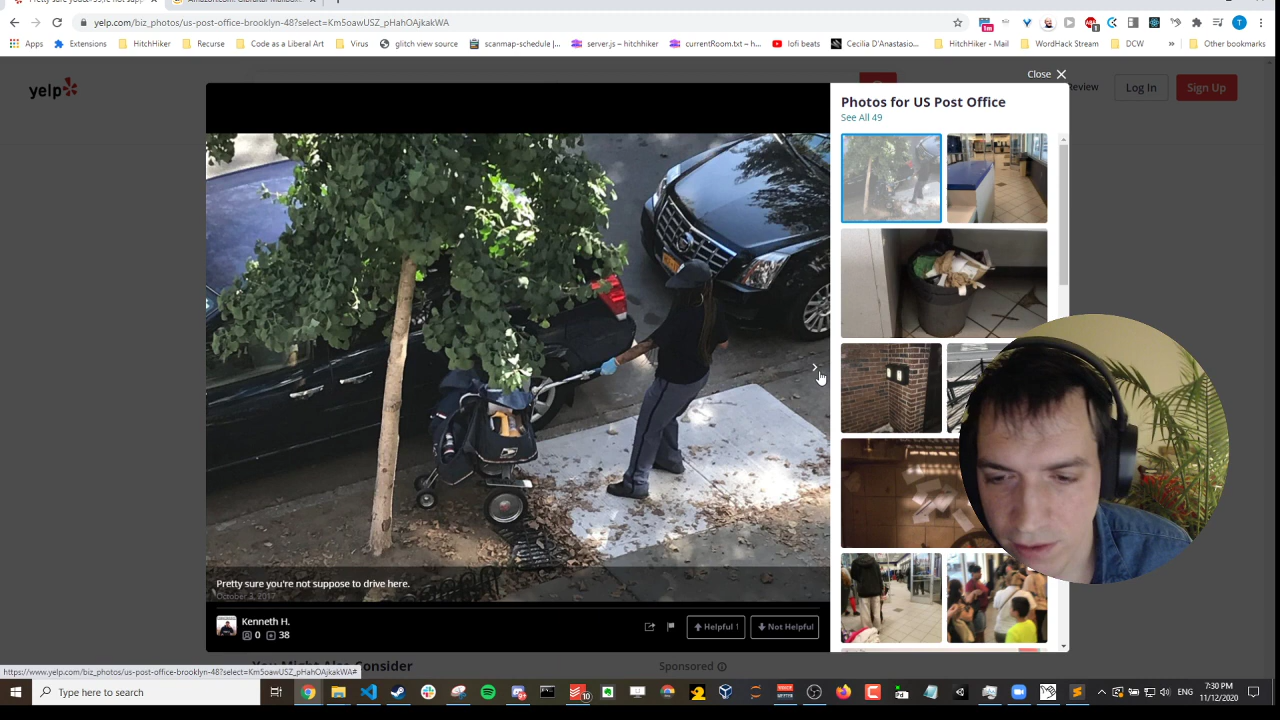 yelp.com/biz_photos/us-post-office-brooklyn-48?select=Km5oawUSZ_pHahOAjkakWA
Apps
Extensions
HitchHiker
Recurse
Code as a Liberal Art
Virus
glitch view source
scanmap-schedule |...
server.js — hitchhiker
currentRoom.txt — h...
lofi beats
Cecilia D'Anastasio...
HitchHiker - Mail
WordHack Stream
DCW
»
Other bookmarks
yelp
Close
Review
Log In
Sign Up
Photos for US Post Office
See All 49
Pretty sure you're not suppose to drive here.
October 3, 2017
Kenneth H.
0 38
Helpful 1
Not Helpful
You Might Also Consider
Sponsored
https://www.yelp.com/biz_photos/us-post-office-brooklyn-48?select=Km5oawUSZ_pHahOAjkakWA#
Type here to search
ENG
7:30 PM
11/12/2020